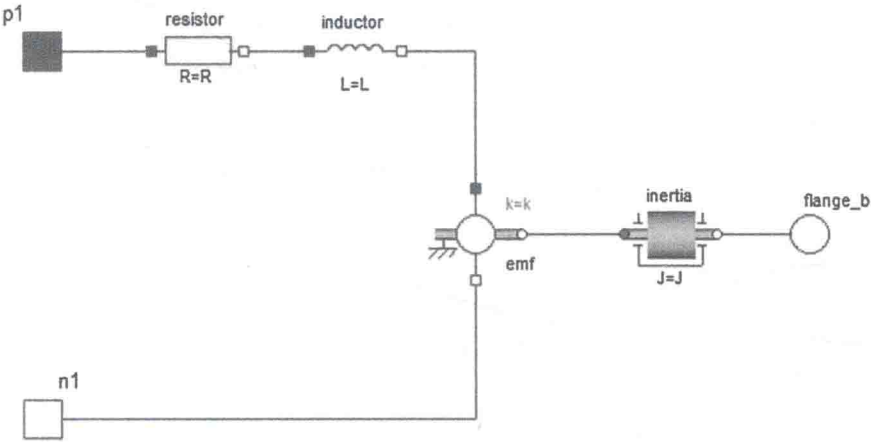 p1
resistor
R=R
inductor
L=L
k=k
emf
inertia
J=J
flange_b
n1